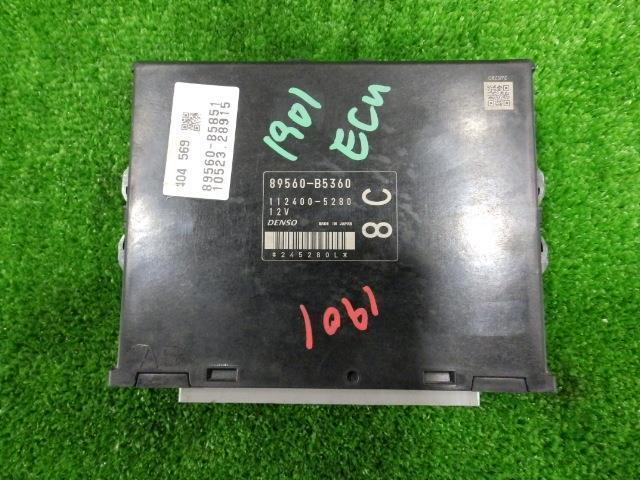 104 569
89560-B5851
10523.28915
1901
ECU
89560-B5360
112400-5280
12V
DENSO MADE IN JAPAN
*245280L*
8C
1901
AB